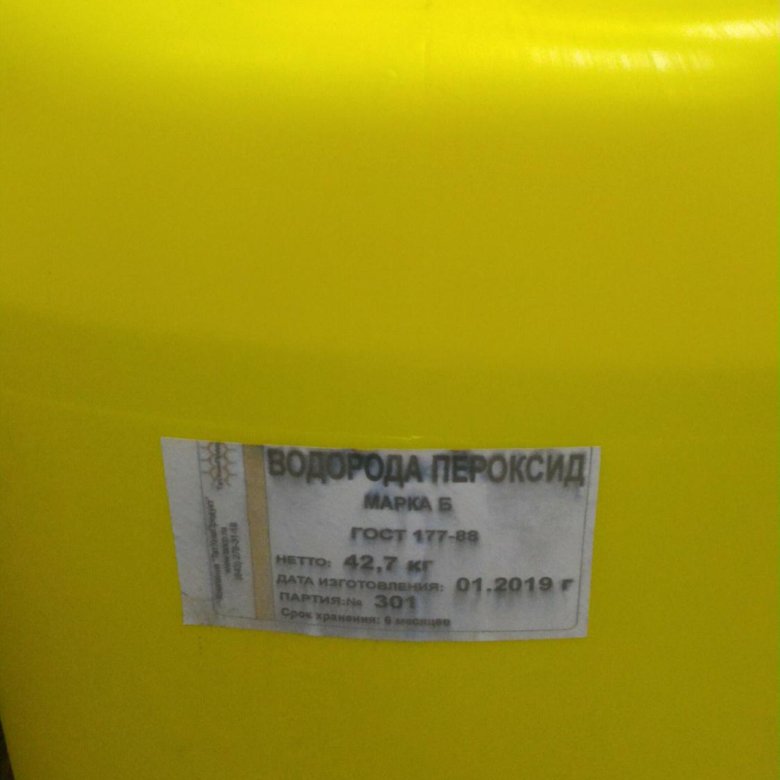 ВОДОРОДА ПЕРОКСИД
МАРКА Б
ГОСТ 177-88
НЕТТО: 42,7 кг
ДАТА ИЗГОТОВЛЕНИЯ: 01.2019 г
ПАРТИЯ:№ 301
Срок хранения: 6 месяцев